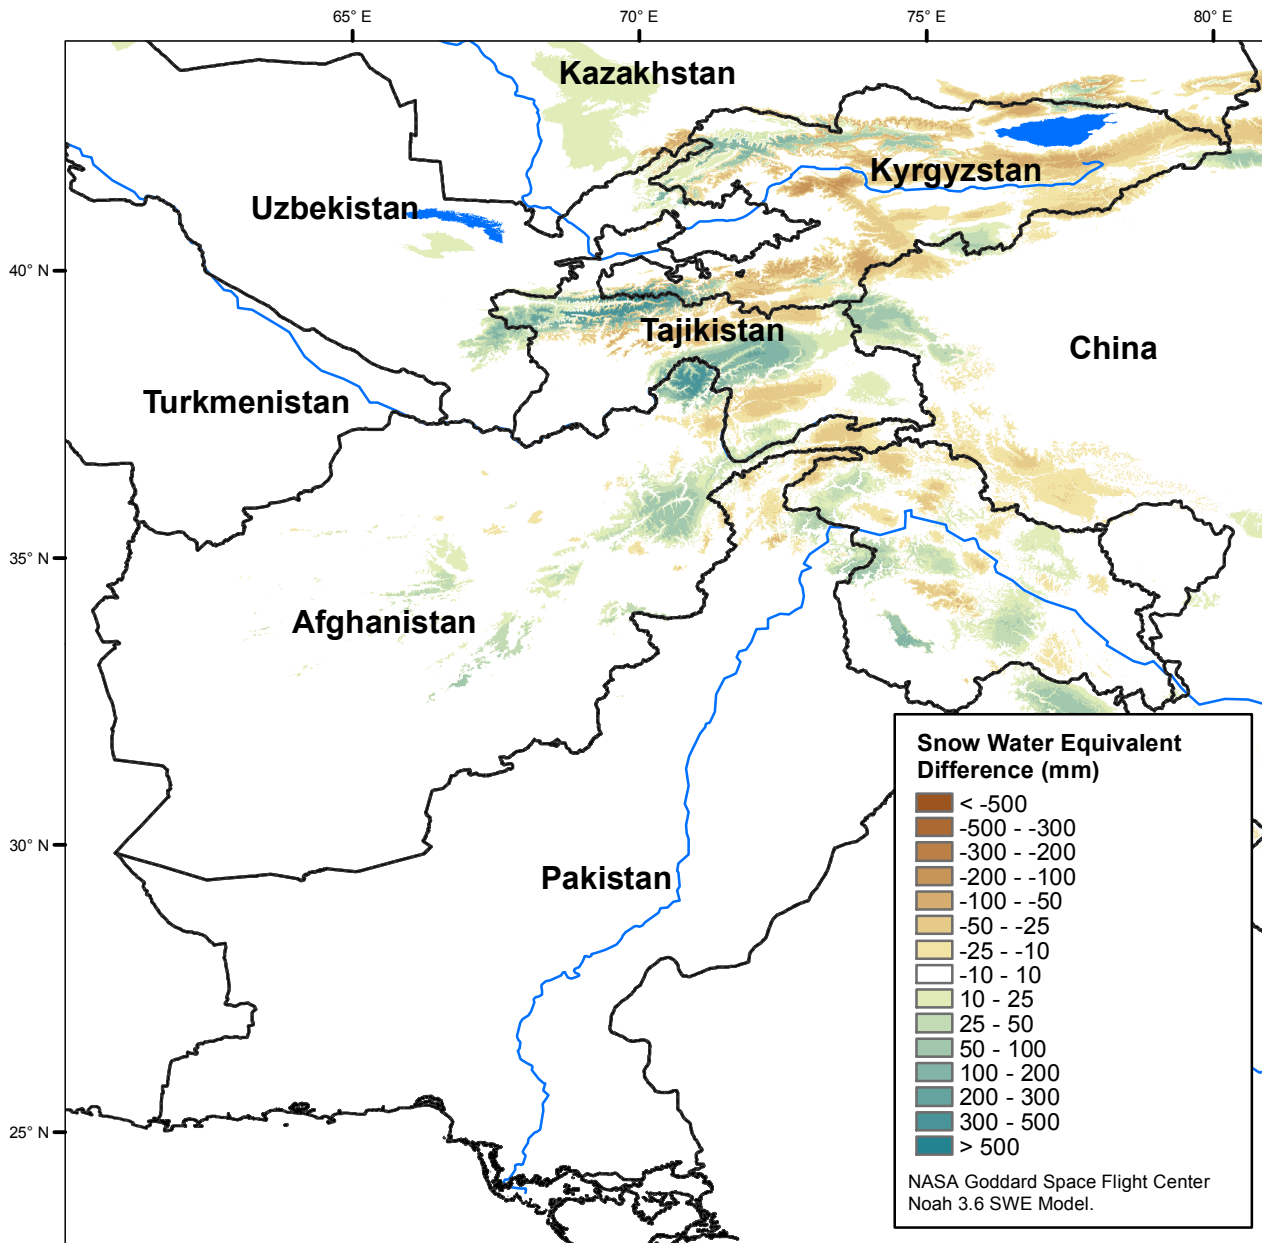 65° E
70° E
75° E
80° E
Kazakhstan
Kyrgyzstan
Uzbekistan
40° N
Tajikistan
China
Turkmenistan
35° N
Afghanistan
30° N
Pakistan
25° N
Snow Water Equivalent
Difference (mm)
< -500
-500 - -300
-300 - -200
-200 - -100
-100 - -50
-50 - -25
-25 - -10
-10 - 10
10 - 25
25 - 50
50 - 100
100 - 200
200 - 300
300 - 500
> 500
NASA Goddard Space Flight Center
Noah 3.6 SWE Model.